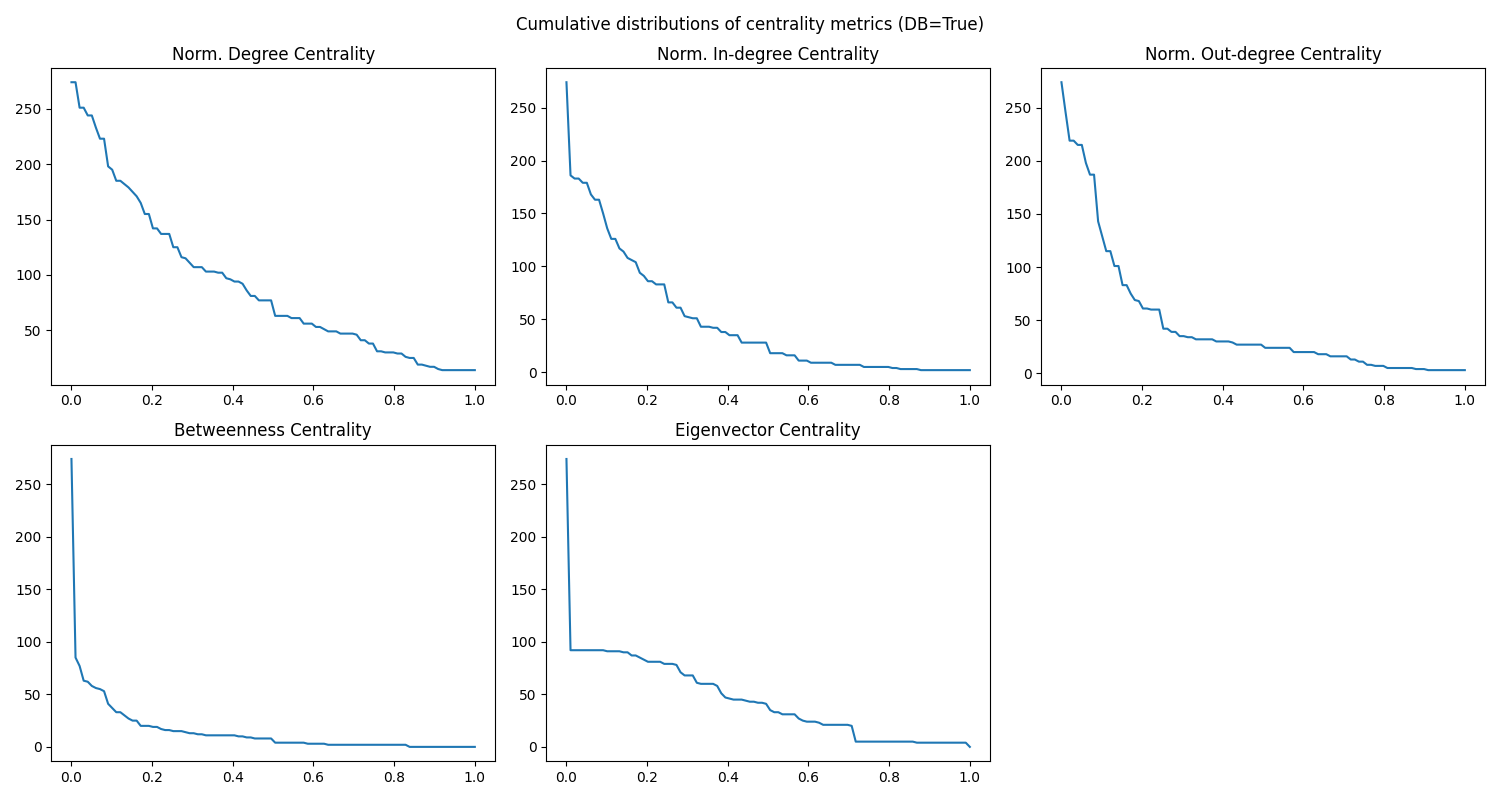 Cumulative distributions of centrality metrics (DB=True)
Norm. Degree Centrality
250
200
150
100
50
0.0 0.2 0.4 0.6 0.8 1.0
Norm. In-degree Centrality
250
200
150
100
50
0
0.0 0.2 0.4 0.6 0.8 1.0
Norm. Out-degree Centrality
250
200
150
100
50
0
0.0 0.2 0.4 0.6 0.8 1.0
Betweenness Centrality
250
200
150
100
50
0
0.0 0.2 0.4 0.6 0.8 1.0
Eigenvector Centrality
250
200
150
100
50
0
0.0 0.2 0.4 0.6 0.8 1.0